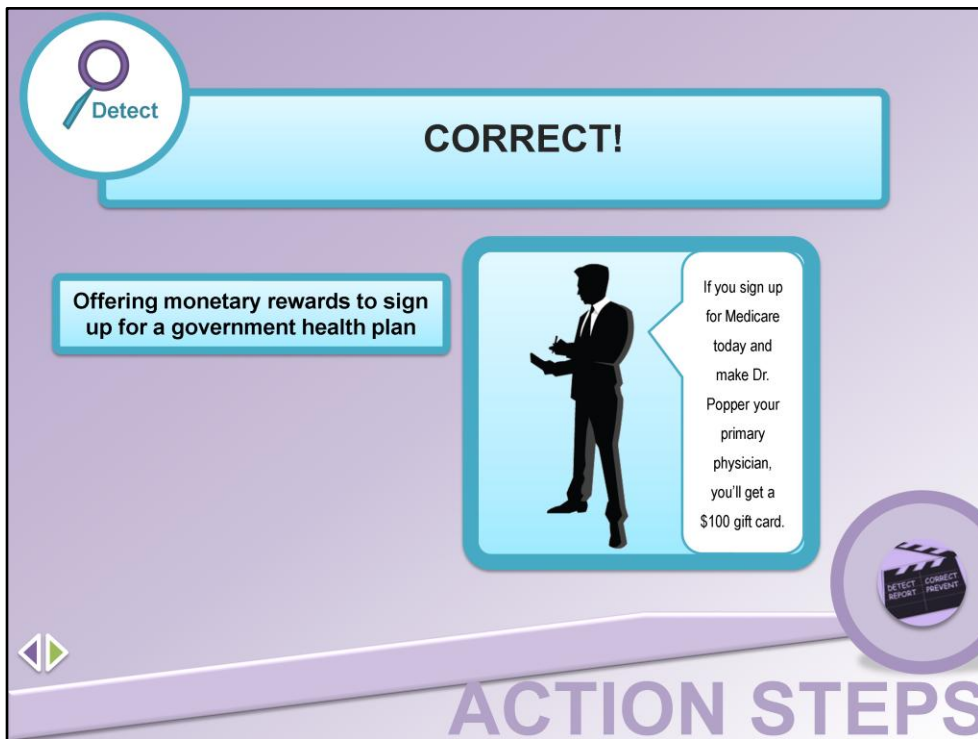 Detect
CORRECT!
Offering monetary rewards to sign
up for a government health plan
If you sign up
for Medicare
today and
make Dr.
Popper your
primary
physician,
you’ll get a
$100 gift card.
DETECT CORRECT
REPORT PREVENT
ACTION STEPS